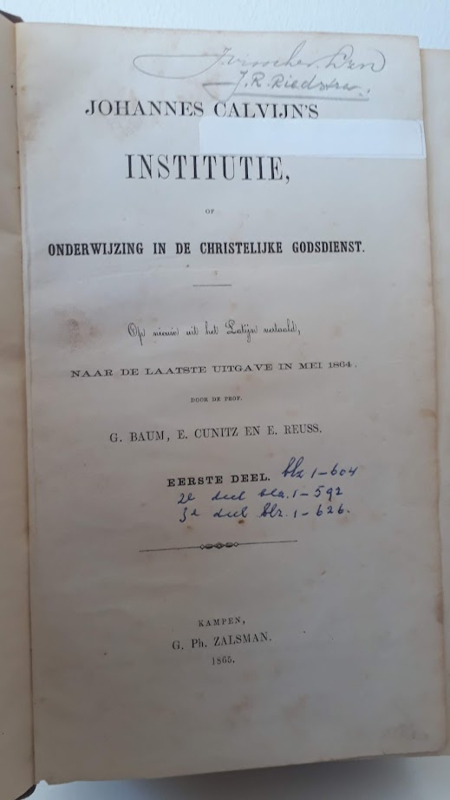 J. R. Riedstra.
JOHANNES CALVIJN'S
INSTITUTIE,
OF
ONDERWIJZING IN DE CHRISTELIJKE GODSDIENST.
Op nieuw uit het Latijn vertaald,
NAAR DE LAATSTE UITGAVE IN MEI 1864.
DOOR DE PROF.
G. BAUM, E. CUNITZ EN E. REUSS.
EERSTE DEEL. blz 1-604
2e deel blz. 1-592
3e deel blz. 1-626.
KAMPEN,
G. Ph. ZALSMAN.
1865.